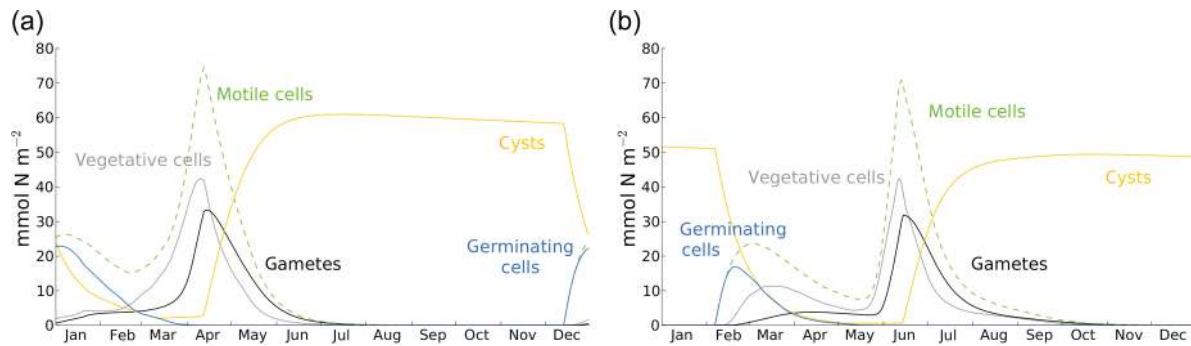 (a)
80
70
60
50
40
30
20
10
0
mmol N m⁻²
Motile cells
Vegetative cells
Cysts
Germinating
cells
Gametes
Jan Feb Mar Apr May Jun Jul Aug Sep Oct Nov Dec
(b)
80
70
60
50
40
30
20
10
0
mmol N m⁻²
Motile cells
Vegetative cells
Cysts
Germinating
cells
Gametes
Jan Feb Mar Apr May Jun Jul Aug Sep Oct Nov Dec